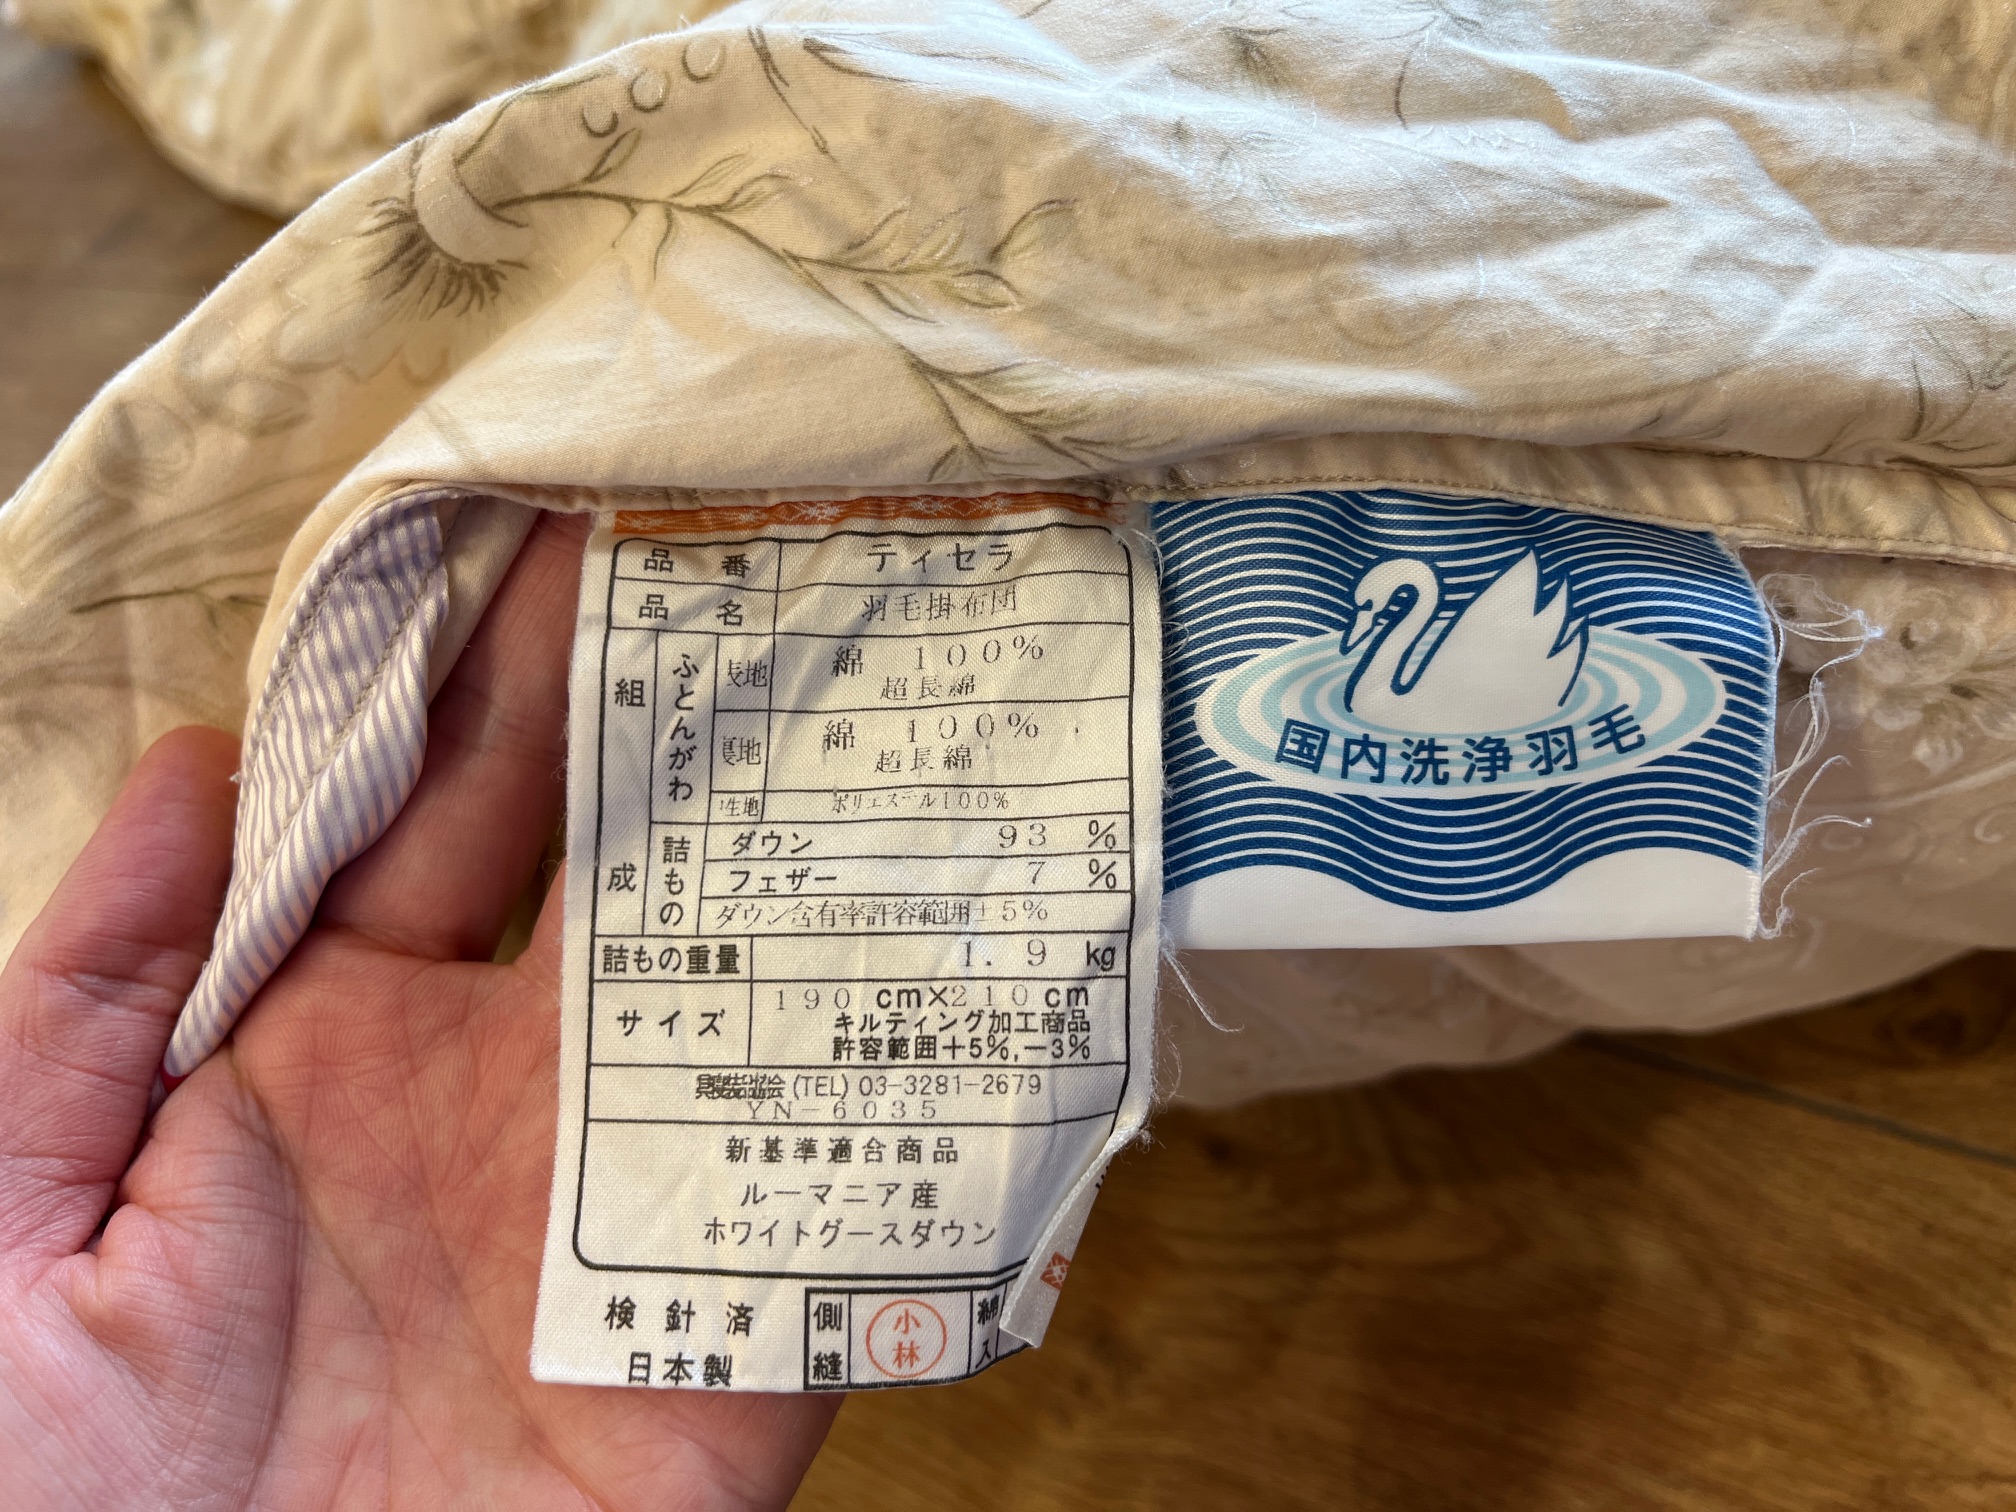 品番 ティセラ
品名 羽毛掛布団
組成
ふとんがわ
表地 綿 100%
超長綿
裏地 綿 100%
超長綿
生地 ポリエステル100%
詰もの
ダウン 93 %
フェザー 7 %
ダウン含有率許容範囲±5%
詰もの重量 1.9 kg
サイズ 190 cm×210 cm
キルティング加工商品
許容範囲+5%,−3%
(TEL) 03-3281-2679
YN-6035
新基準適合商品
ルーマニア産
ホワイトグースダウン
検針済
日本製
側縫
小林
綿入
国内洗浄羽毛